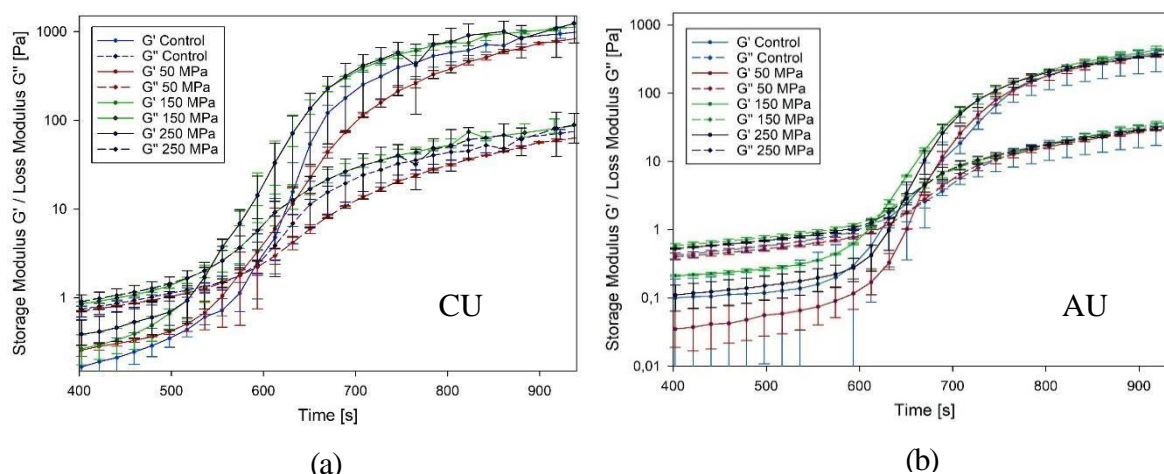 Storage Modulus G' / Loss Modulus G" [Pa]
1000
100
10
1
G' Control
G" Control
G' 50 MPa
G" 50 MPa
G' 150 MPa
G" 150 MPa
G' 250 MPa
G" 250 MPa
CU
400 500 600 700 800 900
Time [s]
(a)
Storage Modulus G' / Loss Modulus G" [Pa]
1000
100
10
1
0,1
0,01
G' Control
G" Control
G' 50 MPa
G" 50 MPa
G' 150 MPa
G" 150 MPa
G' 250 MPa
G" 250 MPa
AU
400 500 600 700 800 900
Time [s]
(b)